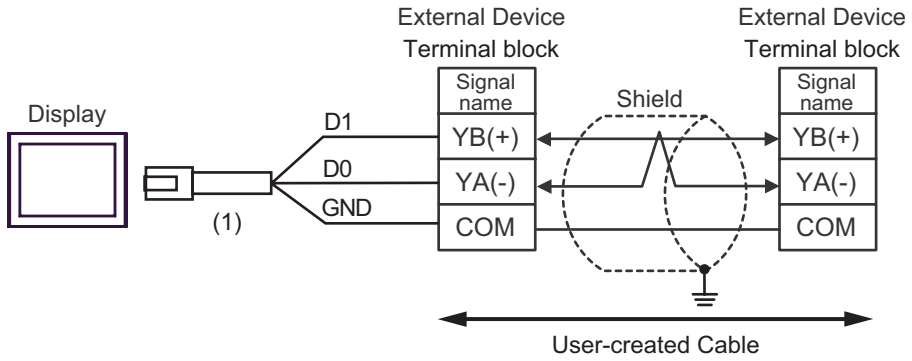 External Device
Terminal block
External Device
Terminal block
Display
(1)
D1
D0
GND
Signal
name
YB(+)
YA(-)
COM
Shield
Signal
name
YB(+)
YA(-)
COM
User-created Cable